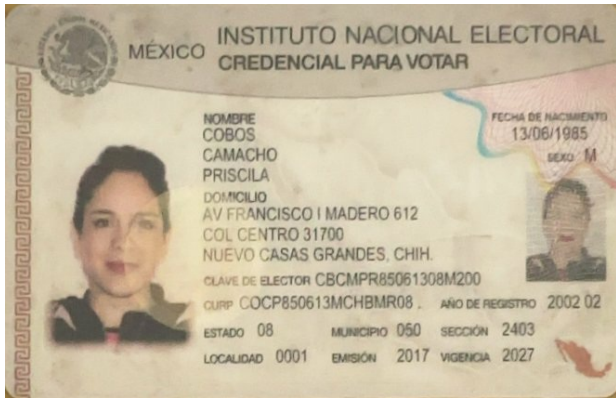 MÉXICO
INSTITUTO NACIONAL ELECTORAL
CREDENCIAL PARA VOTAR
NOMBRE
COBOS
CAMACHO
PRISCILA
FECHA DE NACIMIENTO
13/06/1985
SEXO M
DOMICILIO
AV FRANCISCO I MADERO 612
COL CENTRO 31700
NUEVO CASAS GRANDES, CHIH.
CLAVE DE ELECTOR CBCMPR85061308M200
CURP COCP850613MCHBMR08 . AÑO DE REGISTRO 2002 02
ESTADO 08 MUNICIPIO 050 SECCIÓN 2403
LOCALIDAD 0001 EMISIÓN 2017 VIGENCIA 2027